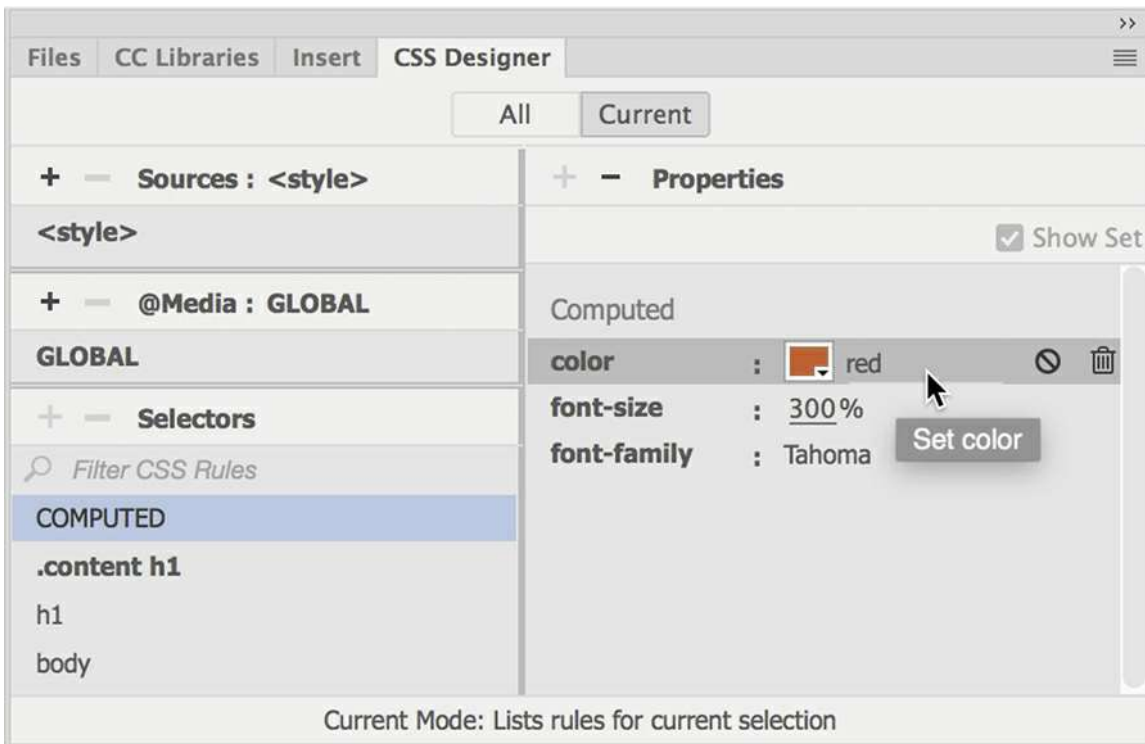 Files CC Libraries Insert CSS Designer
All Current
+ − Sources : <style>
<style>
+ − @Media : GLOBAL
GLOBAL
+ − Selectors
Filter CSS Rules
COMPUTED
.content h1
h1
body
+ − Properties
Show Set
Computed
color : red
font-size : 300%
font-family : Tahoma
Set color
Current Mode: Lists rules for current selection